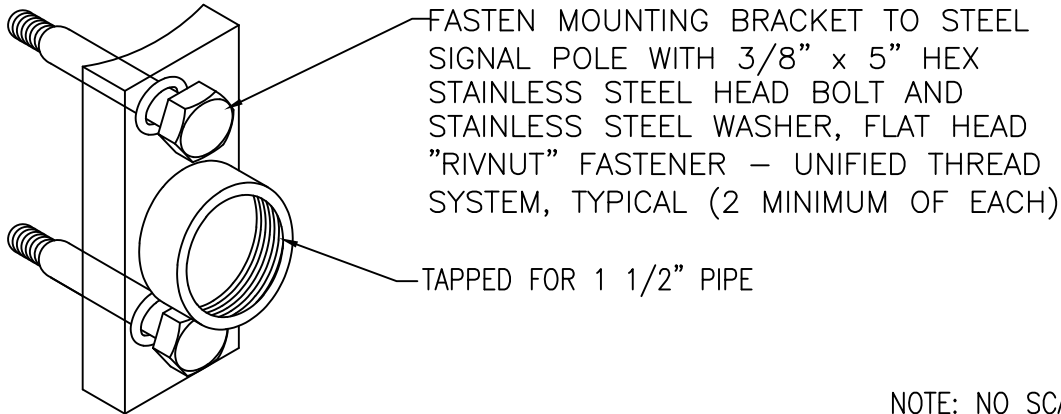 FASTEN MOUNTING BRACKET TO STEEL
SIGNAL POLE WITH 3/8” x 5” HEX
STAINLESS STEEL HEAD BOLT AND
STAINLESS STEEL WASHER, FLAT HEAD
”RIVNUT” FASTENER – UNIFIED THREAD
SYSTEM, TYPICAL (2 MINIMUM OF EACH)
TAPPED FOR 1 1/2” PIPE
NOTE: NO